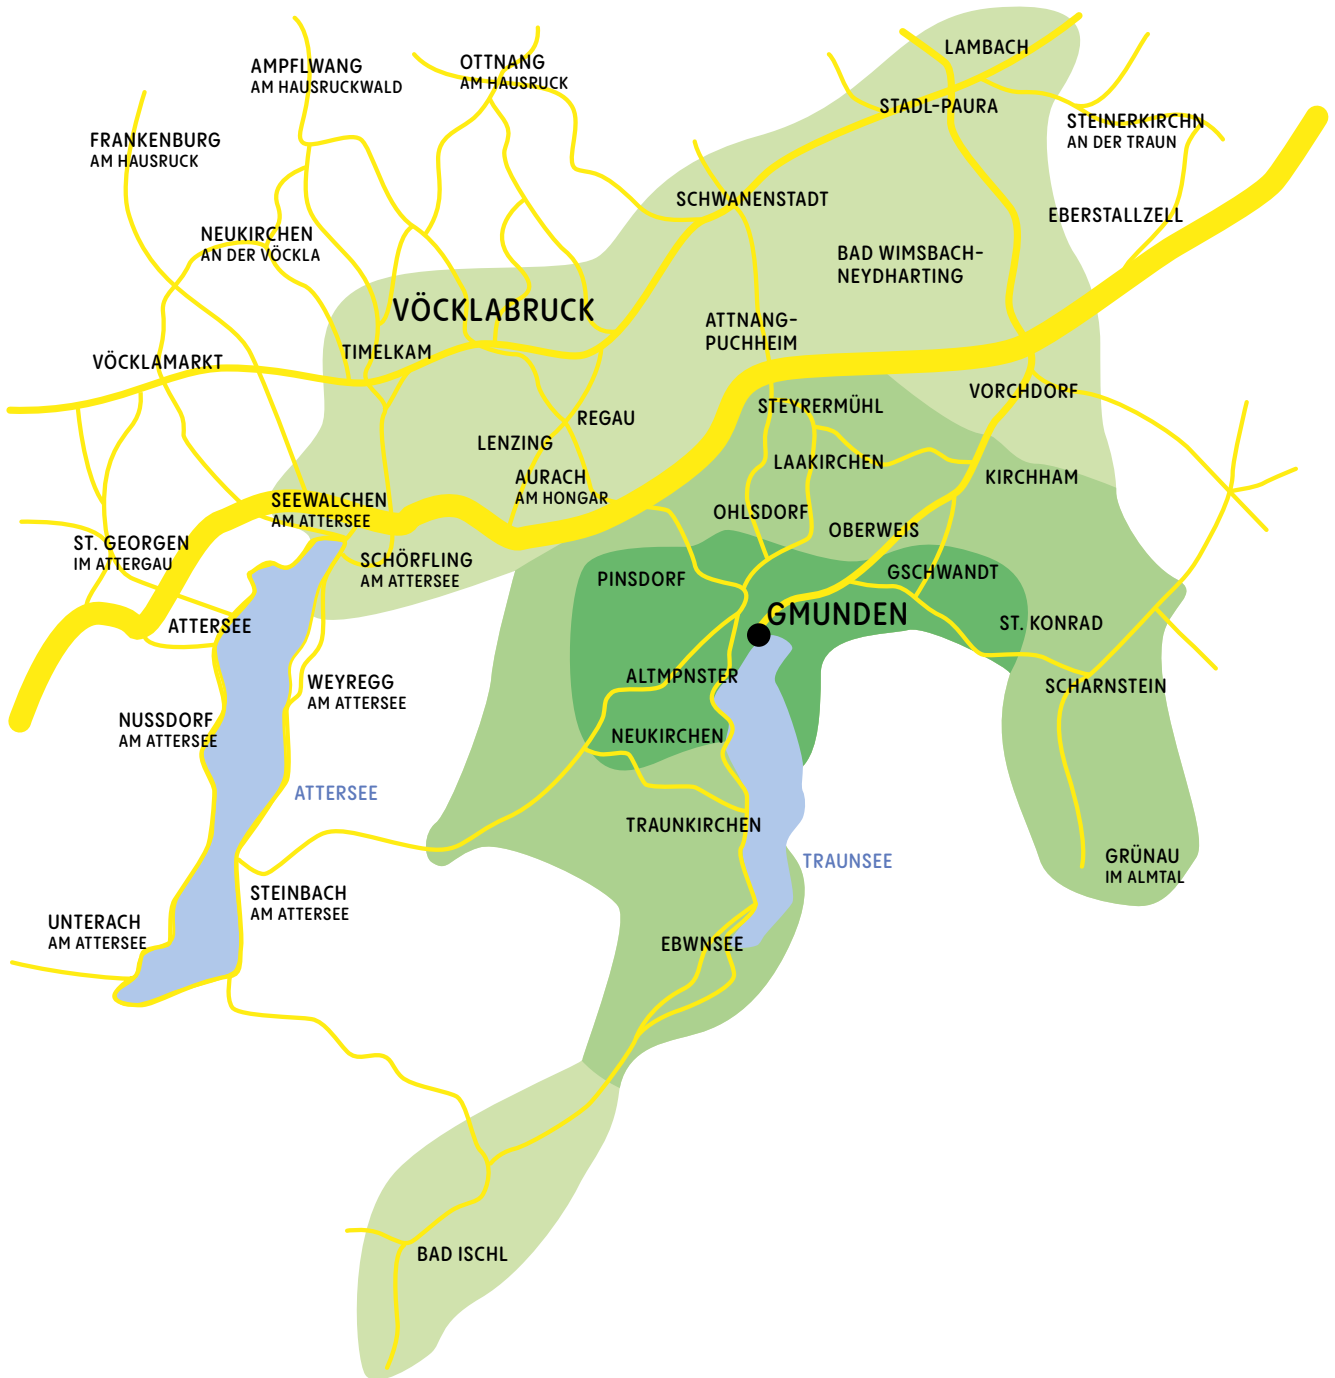 LAMBACH
OTTNANG
AM HAUSRUCK
AMPFLWANG
AM HAUSRUCKWALD
STADL-PAURA
STEINERKIRCHN
AN DER TRAUN
FRANKENBURG
AM HAUSRUCK
SCHWANENSTADT
EBERSTALLZELL
NEUKIRCHEN
AN DER VÖCKLA
BAD WIMSBACH-
NEYDHARTING
VÖCKLABRUCK
ATTNANG-
PUCHHEIM
TIMELKAM
VÖCKLAMARKT
VORCHDORF
STEYRERMÜHL
REGAU
LENZING
LAAKIRCHEN
AURACH
AM HONGAR
KIRCHHAM
SEEWALCHEN
AM ATTERSEE
OHLSDORF
OBERWEIS
ST. GEORGEN
IM ATTERGAU
SCHÖRFLING
AM ATTERSEE
PINSDORF
GSCHWANDT
GMUNDEN
ATTERSEE
ST. KONRAD
ALTMPNSTER
WEYREGG
AM ATTERSEE
SCHARNSTEIN
NUSSDORF
AM ATTERSEE
NEUKIRCHEN
ATTERSEE
TRAUNKIRCHEN
TRAUNSEE
GRÜNAU
IM ALMTAL
STEINBACH
AM ATTERSEE
UNTERACH
AM ATTERSEE
EBWNSEE
BAD ISCHL